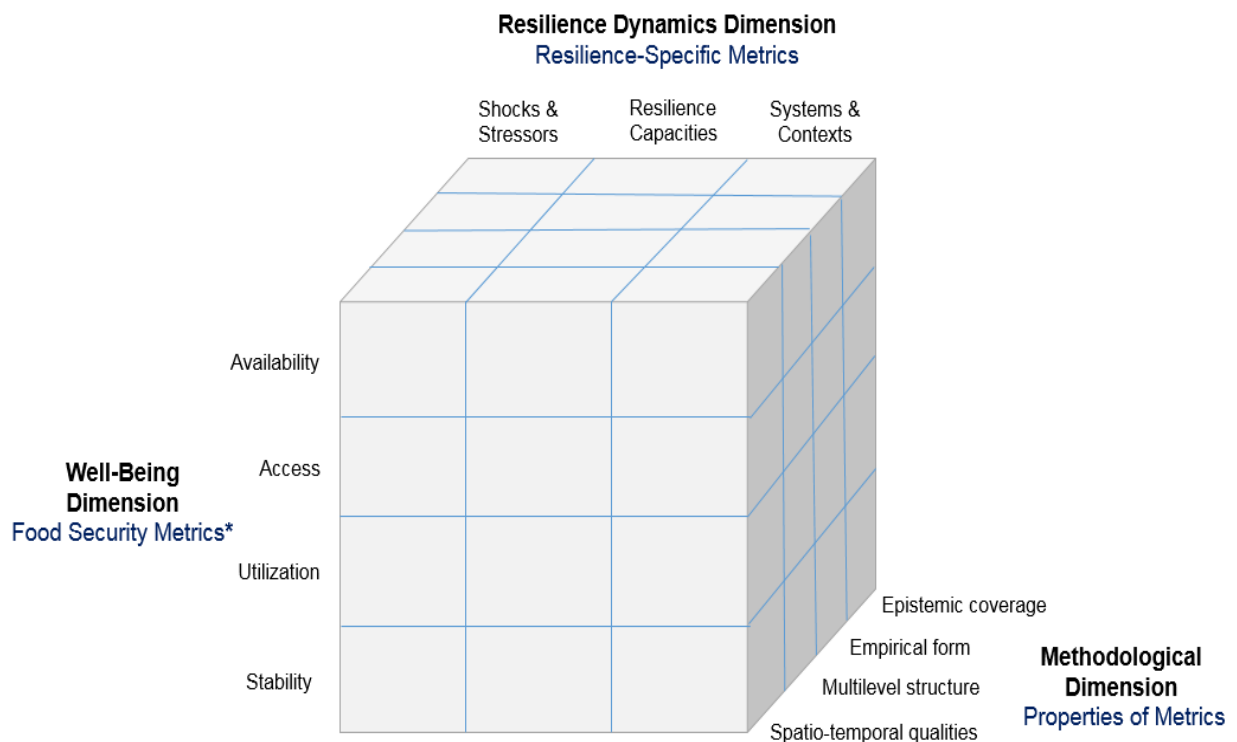 Resilience Dynamics Dimension
Resilience-Specific Metrics
Shocks &
Stressors
Resilience
Capacities
Systems &
Contexts
Availability
Access
Well-Being
Dimension
Food Security Metrics*
Utilization
Stability
Epistemic coverage
Empirical form
Multilevel structure
Spatio-temporal qualities
Methodological
Dimension
Properties of Metrics